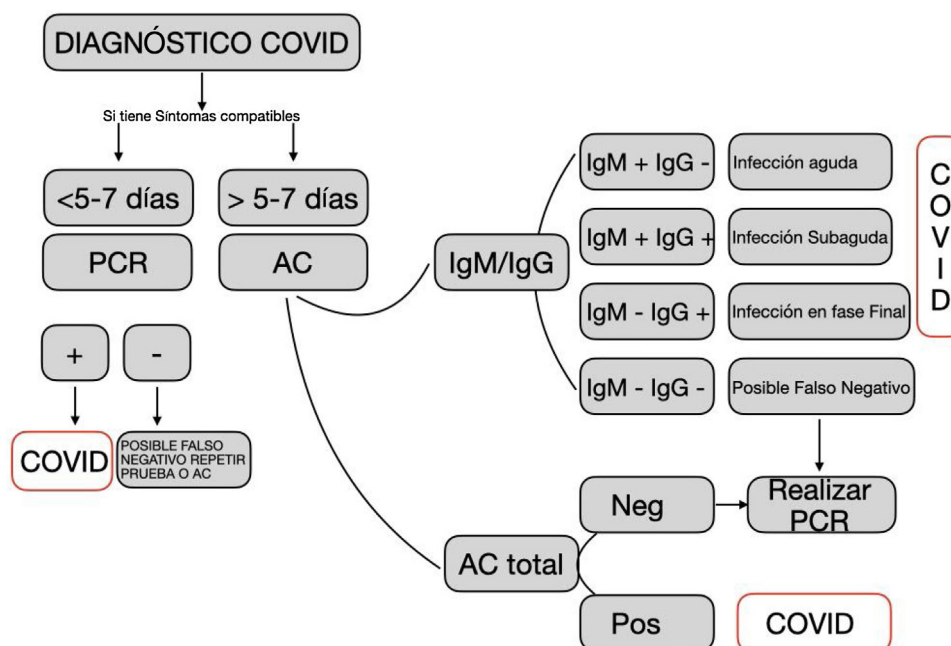 DIAGNÓSTICO COVID
Si tiene Síntomas compatibles
<5-7 días
> 5-7 días
PCR
AC
+
-
COVID
POSIBLE FALSO
NEGATIVO REPETIR
PRUEBA O AC
IgM/IgG
IgM + IgG -
Infección aguda
IgM + IgG +
Infección Subaguda
IgM - IgG +
Infección en fase Final
IgM - IgG -
Posible Falso Negativo
C
O
V
I
D
AC total
Neg
Realizar
PCR
Pos
COVID